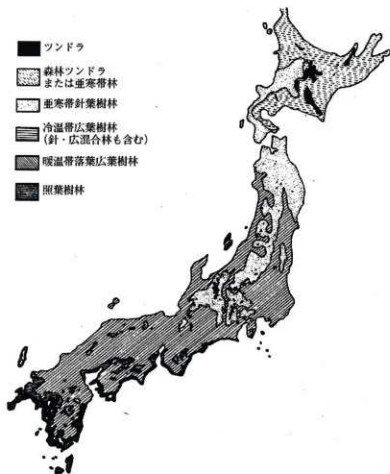 ツンドラ
森林ツンドラ
または亜寒帯林
亜寒帯針葉樹林
冷温帯広葉樹林
(針・広混合林も含む)
暖温帯落葉広葉樹林
照葉樹林